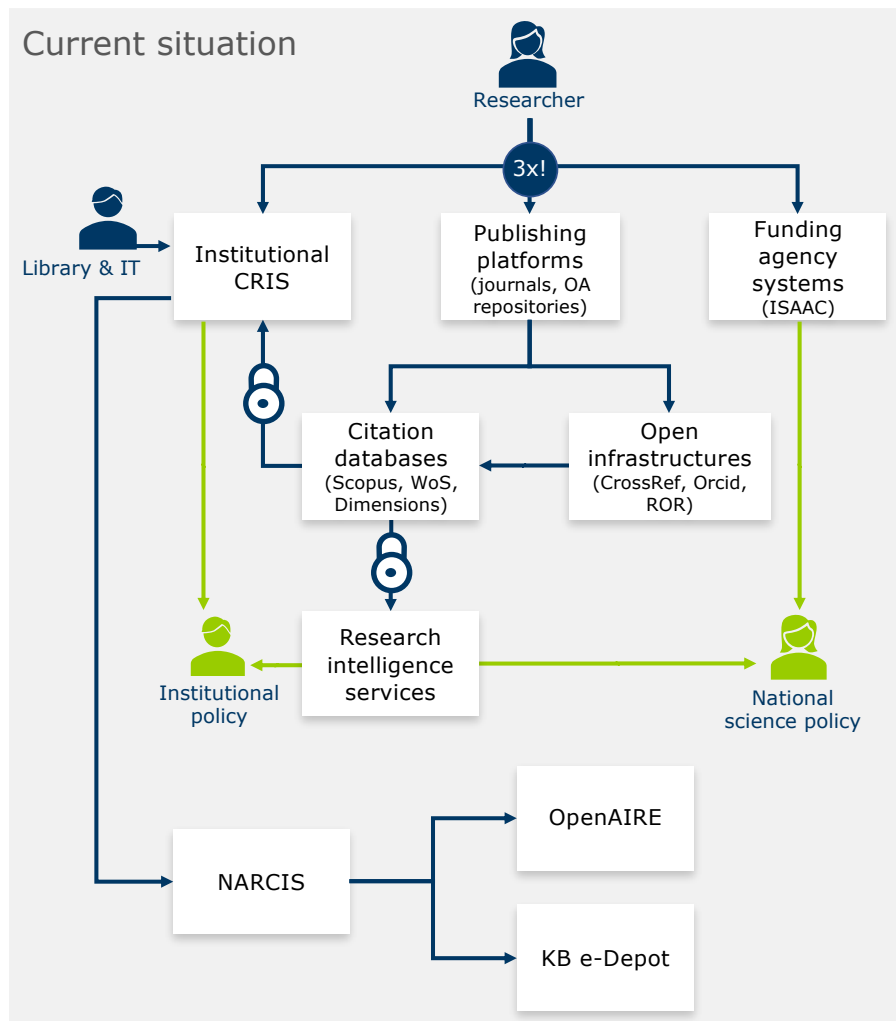 Current situation
Researcher
3x!
Library & IT
Institutional
CRIS
Publishing
platforms
(journals, OA
repositories)
Funding
agency
systems
(ISAAC)
Citation
databases
(Scopus, WoS,
Dimensions)
Open
infrastructures
(CrossRef, Orcid,
ROR)
Research
intelligence
services
Institutional
policy
National
science policy
OpenAIRE
NARCIS
KB e-Depot